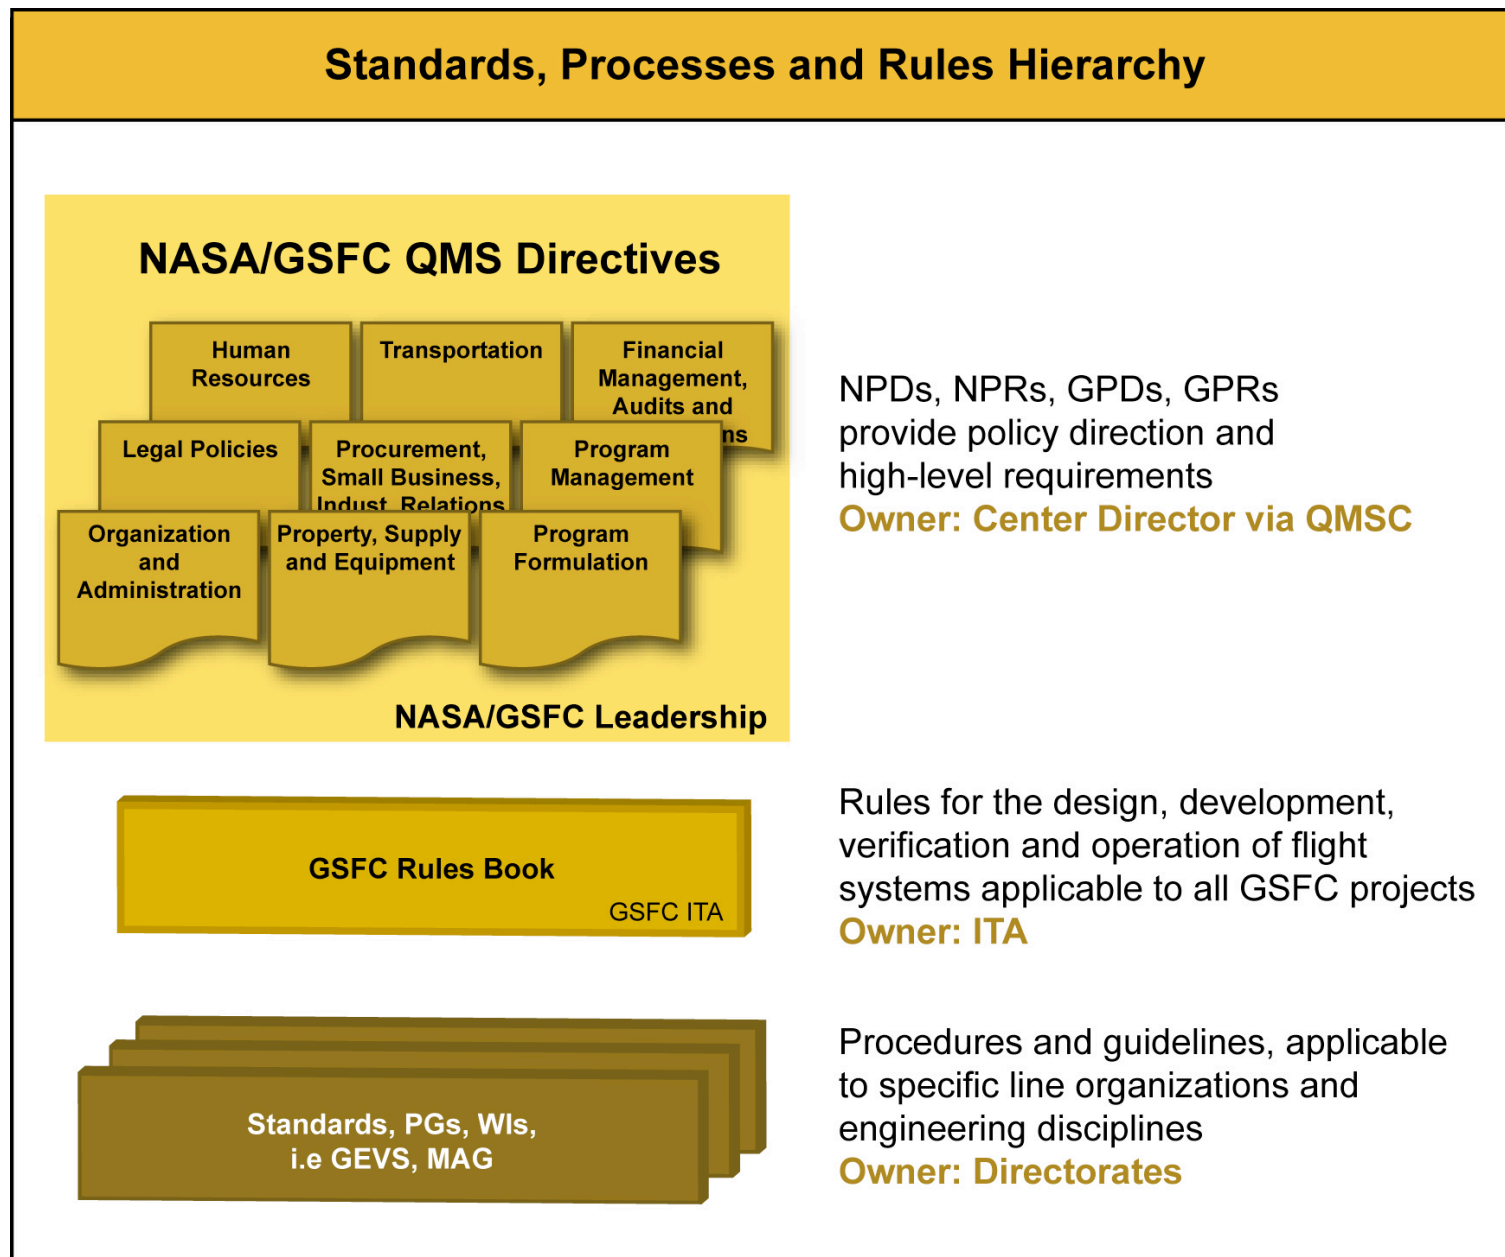 Standards, Processes and Rules Hierarchy
NASA/GSFC QMS Directives
Human
Resources
Transportation
Financial
Management,
Audits and
Legal Policies
Procurement,
Small Business,
Indust. Relations
Program
Management
Organization
and
Administration
Property, Supply
and Equipment
Program
Formulation
NASA/GSFC Leadership
NPDs, NPRs, GPDs, GPRs
provide policy direction and
high-level requirements
Owner: Center Director via QMSC
GSFC Rules Book
GSFC ITA
Rules for the design, development,
verification and operation of flight
systems applicable to all GSFC projects
Owner: ITA
Standards, PGs, WIs,
i.e GEVS, MAG
Procedures and guidelines, applicable
to specific line organizations and
engineering disciplines
Owner: Directorates